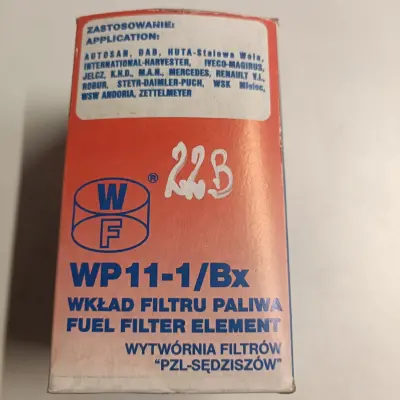 ZASTOSOWANIE:
APPLICATION:
AUTOSAN, DAB, HUTA-Stalowa Wola,
INTERNATIONAL-HARVESTER, IVECO-MAGIRUS,
JELCZ, K.H.D., M.A.N., MERCEDES, RENAULT V.I.,
ROBUR, STEYR-DAIMLER-PUCH, WSK Mielec,
WSW ANDORIA, ZETTELMEYER
22B
W
F
®
WP11-1/Bx
WKŁAD FILTRU PALIWA
FUEL FILTER ELEMENT
WYTWÓRNIA FILTRÓW
"PZL-SĘDZISZÓW"